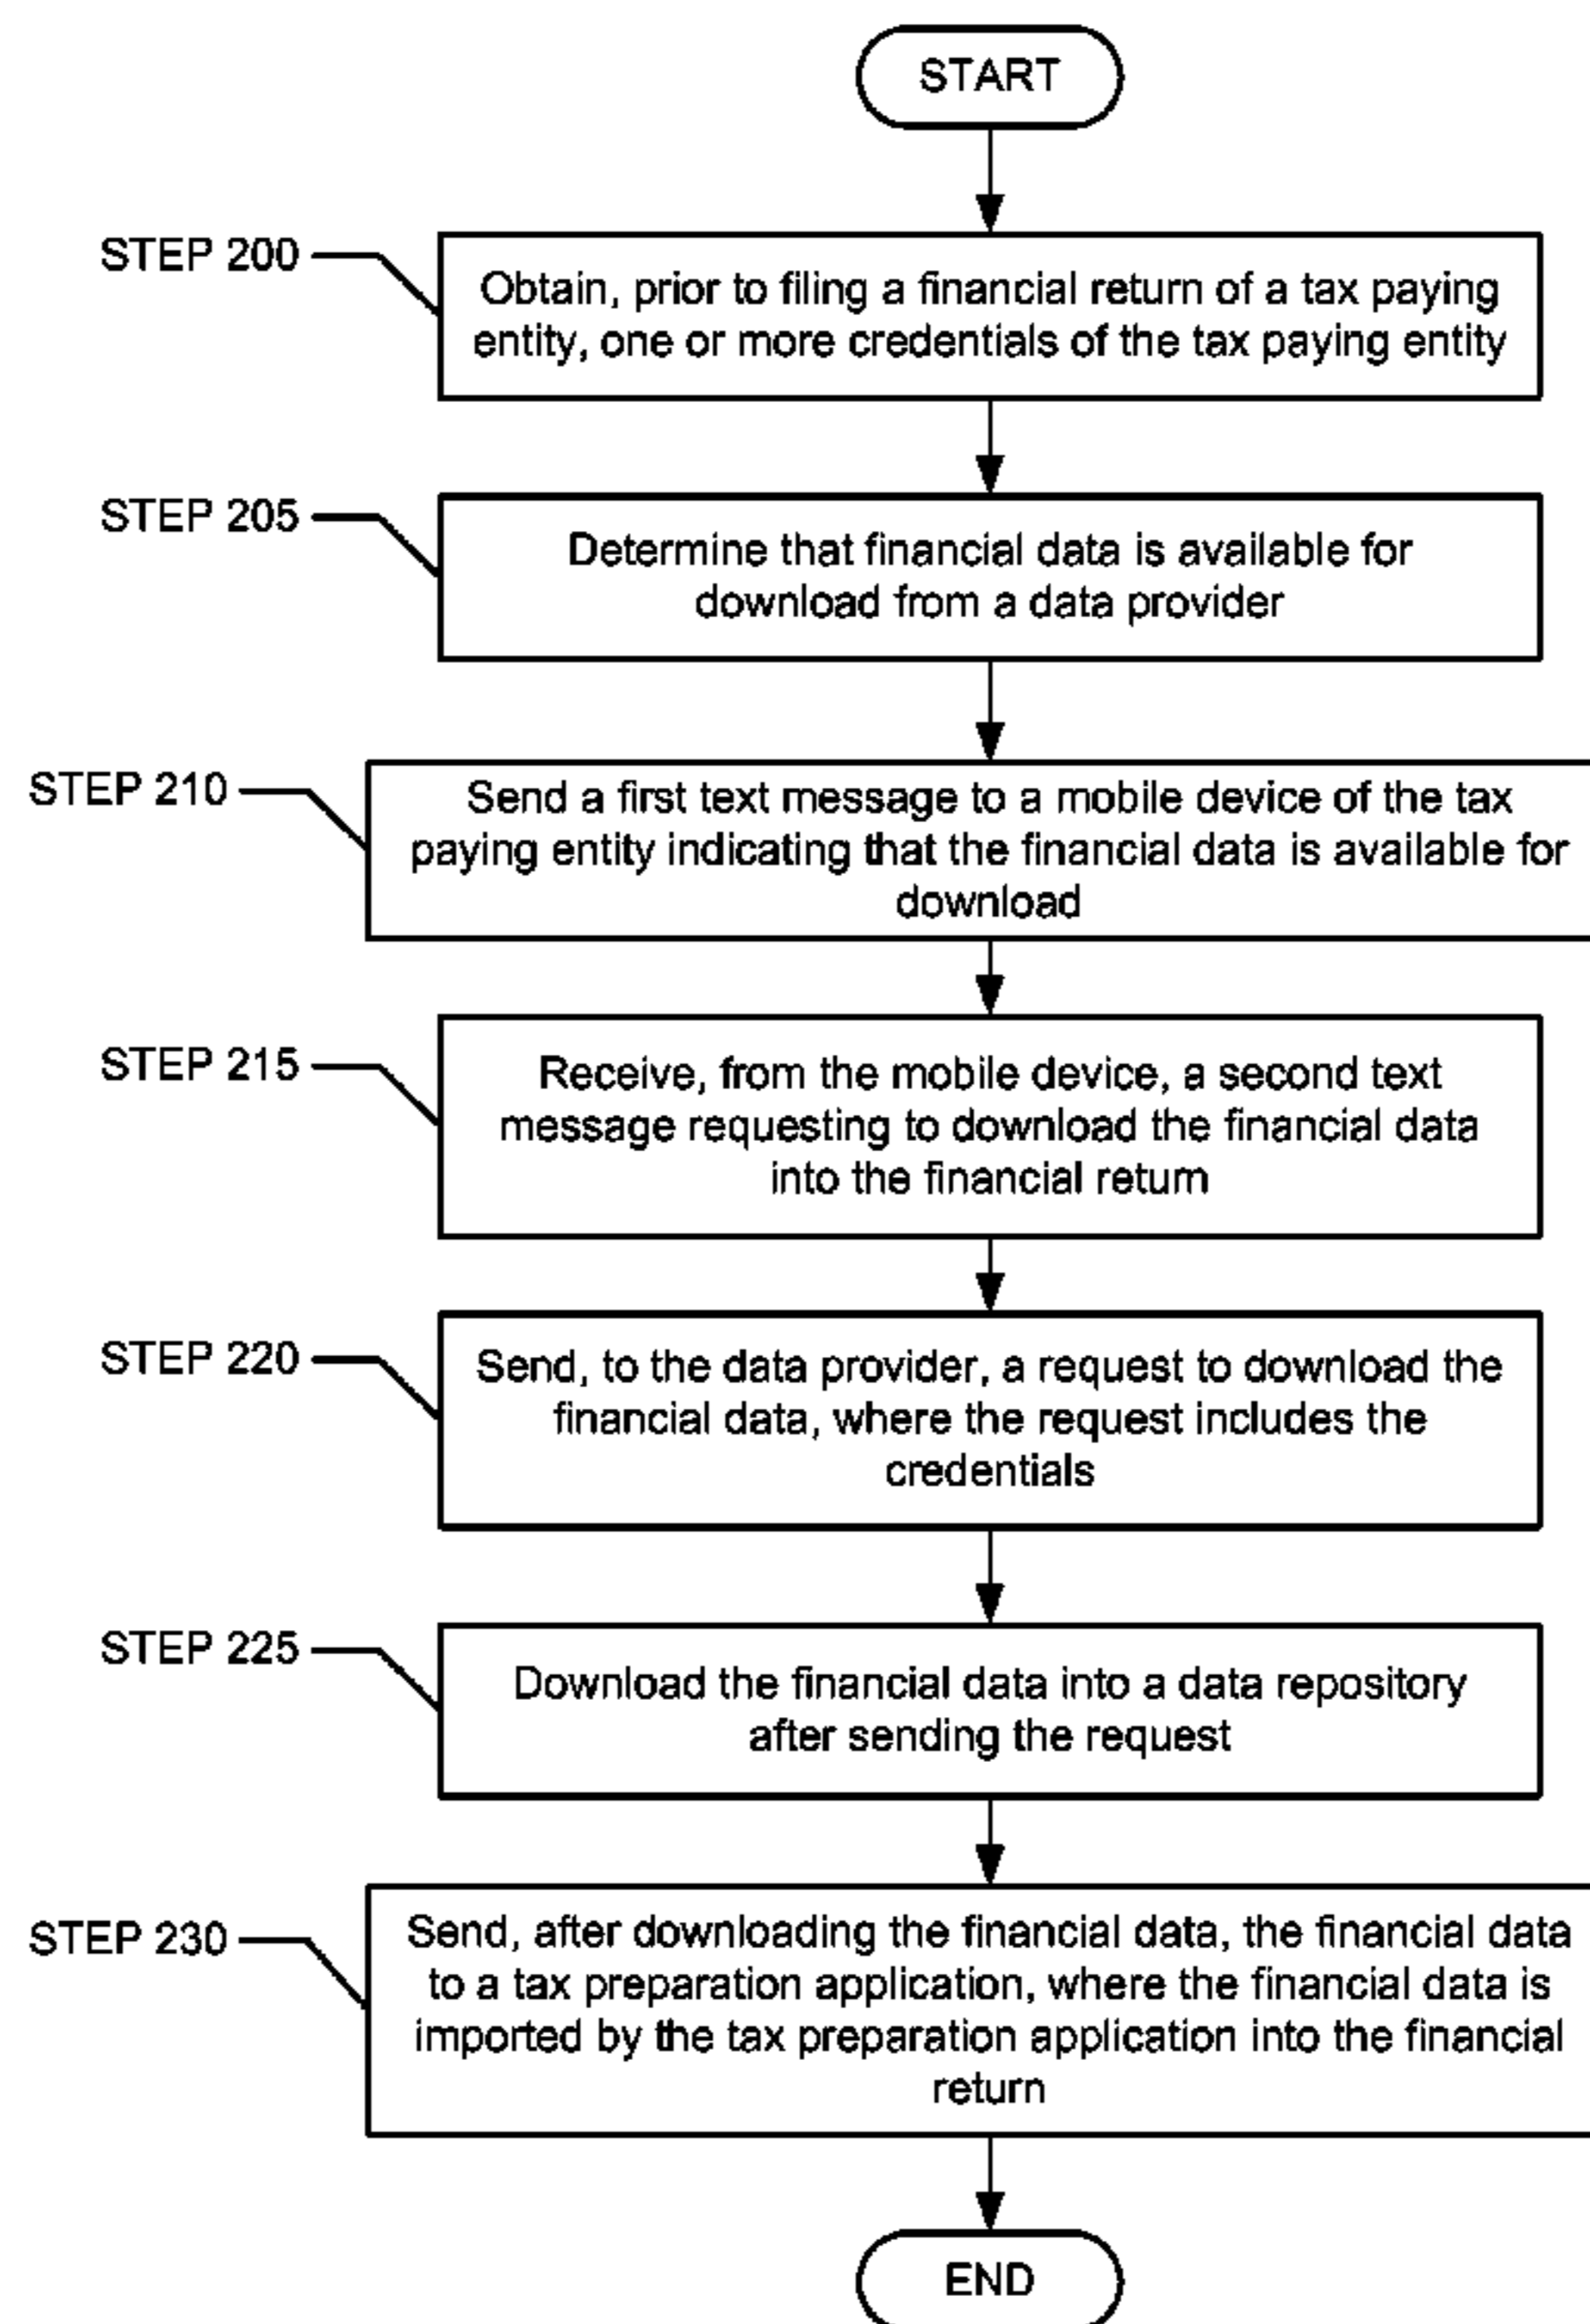 START
STEP 200
Obtain, prior to filing a financial return of a tax paying
entity, one or more credentials of the tax paying entity
STEP 205
Determine that financial data is available for
download from a data provider
STEP 210
Send a first text message to a mobile device of the tax
paying entity indicating that the financial data is available for
download
STEP 215
Receive, from the mobile device, a second text
message requesting to download the financial data
into the financial return
STEP 220
Send, to the data provider, a request to download the
financial data, where the request includes the
credentials
STEP 225
Download the financial data into a data repository
after sending the request
STEP 230
Send, after downloading the financial data, the financial data
to a tax preparation application, where the financial data is
imported by the tax preparation application into the financial
return
END